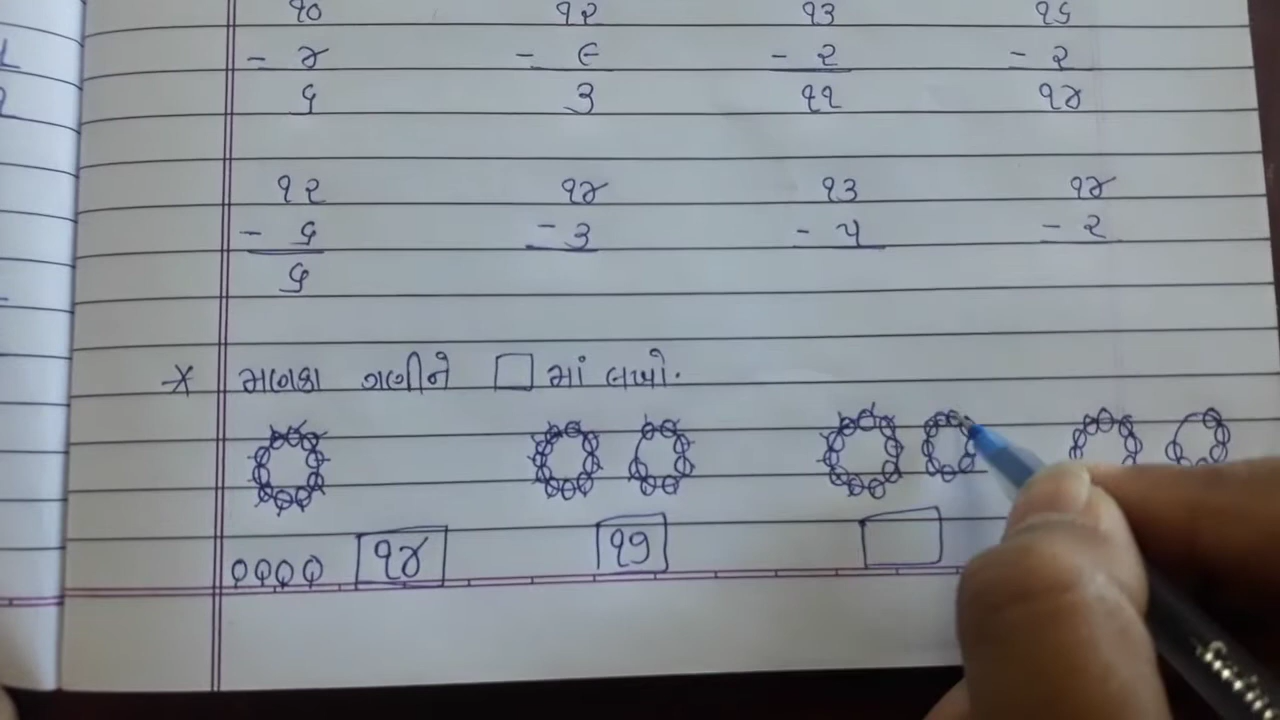 ૧૦ ૧૨ ૧૩ ૧૬
- ૪ - ૯ - ૨ - ૨
૬ ૩ ૧૧ ૧૪
૧૨ ૧૪ ૧૩ ૧૪
- ૬ - ૩ - ૫ - ૨
૬
* મણકા ગણીને □ માં લખો.
૧૪ ૧૭